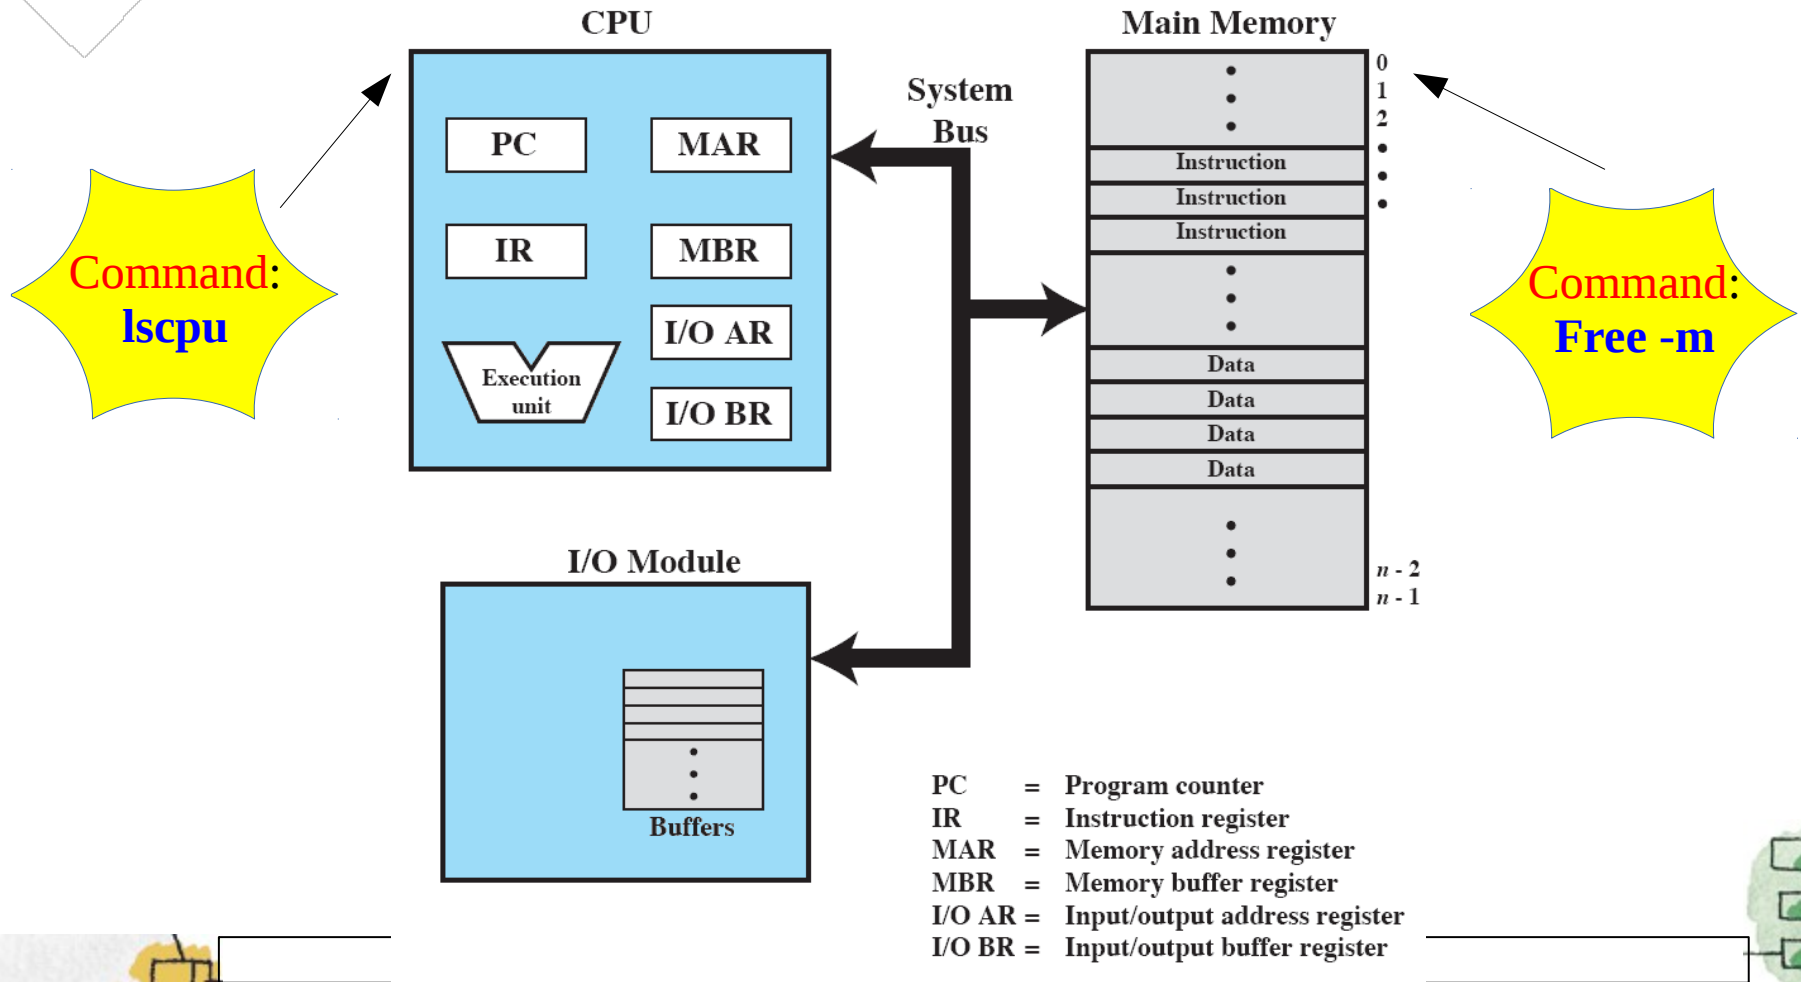 CPU
Main Memory
System
Bus
PC
MAR
IR
MBR
I/O AR
I/O BR
Execution
unit
0
1
2
Instruction
Instruction
Instruction
Data
Data
Data
Data
n - 2
n - 1
Command:
lscpu
Command:
Free -m
I/O Module
Buffers
PC = Program counter
IR = Instruction register
MAR = Memory address register
MBR = Memory buffer register
I/O AR = Input/output address register
I/O BR = Input/output buffer register